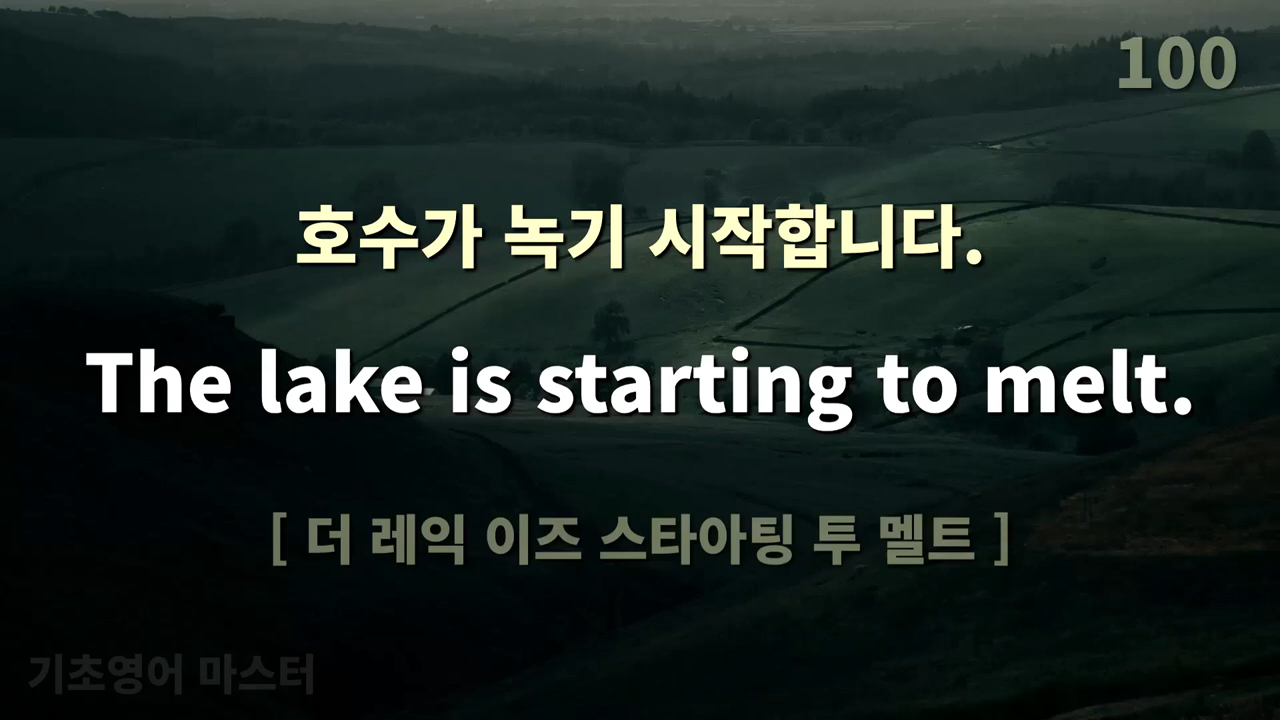 100
호수가 녹기 시작합니다.
The lake is starting to melt.
[ 더 레익 이즈 스타아팅 투 멜트 ]
기초영어 마스터